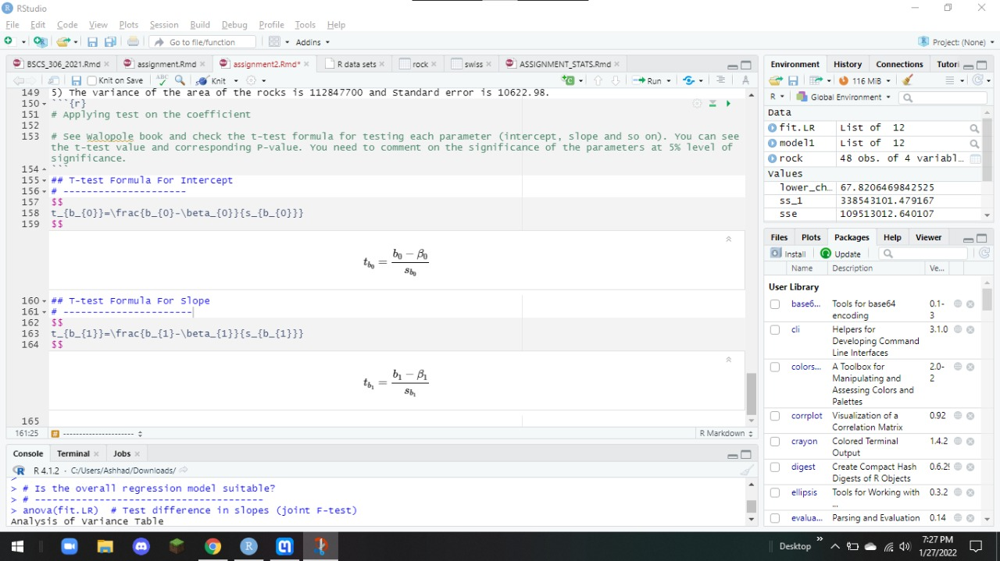 RStudio
File Edit Code View Plots Session Build Debug Profile Tools Help
Go to file/function Addins Project: (None)
BSCS_306_2021.Rmd assignment.Rmd assignment2.Rmd* R data sets rock swiss ASSIGNMENT_STATS.Rmd
Knit on Save ABC Knit Run
149 5) The variance of the area of the rocks is 112847700 and Standard error is 10622.98.
150 ```{r}
151 # Applying test on the coefficient
152
153 # See Walopole book and check the t-test formula for testing each parameter (intercept, slope and so on). You can see
the t-test value and corresponding P-value. You need to comment on the significance of the parameters at 5% level of
significance.
154 ```
155 ## T-test Formula For Intercept
156 # ---------------------
157 $$
158 t_{b_{0}}=\frac{b_{0}-\beta_{0}}{s_{b_{0}}}
159 $$
t_{b_0} = \frac{b_0 - β_0}{s_{b_0}}
160 ## T-test Formula For Slope
161 # ----------------------
162 $$
163 t_{b_{1}}=\frac{b_{1}-\beta_{1}}{s_{b_{1}}}
164 $$
t_{b_1} = \frac{b_1 - β_1}{s_{b_1}}
165
161:25 # ---------------------- R Markdown
Console Terminal Jobs
R 4.1.2 · C:/Users/Ashhad/Downloads/
>
> # Is the overall regression model suitable?
> # ---------------------------------------
> anova(fit.LR) # Test difference in slopes (joint F-test)
Analysis of Variance Table
Environment History Connections Tutori
116 MiB
R Global Environment
Data
fit.LR List of 12
model1 List of 12
rock 48 obs. of 4 variabl…
Values
lower_ch… 67.8206469842525
ss_1 338543101.479167
sse 109513012.640107
Files Plots Packages Help Viewer
Install Update
Name Description Ve...
User Library
base6... Tools for base64 0.1-
encoding 3
cli Helpers for 3.1.0
Developing Command
Line Interfaces
colors... A Toolbox for 2.0-
Manipulating and 2
Assessing Colors and
Palettes
corrplot Visualization of a 0.92
Correlation Matrix
crayon Colored Terminal 1.4.2
Output
digest Create Compact Hash 0.6.29
Digests of R Objects
ellipsis Tools for Working with 0.3.2
...
evalua... Parsing and Evaluation 0.14
Desktop 7:27 PM
1/27/2022